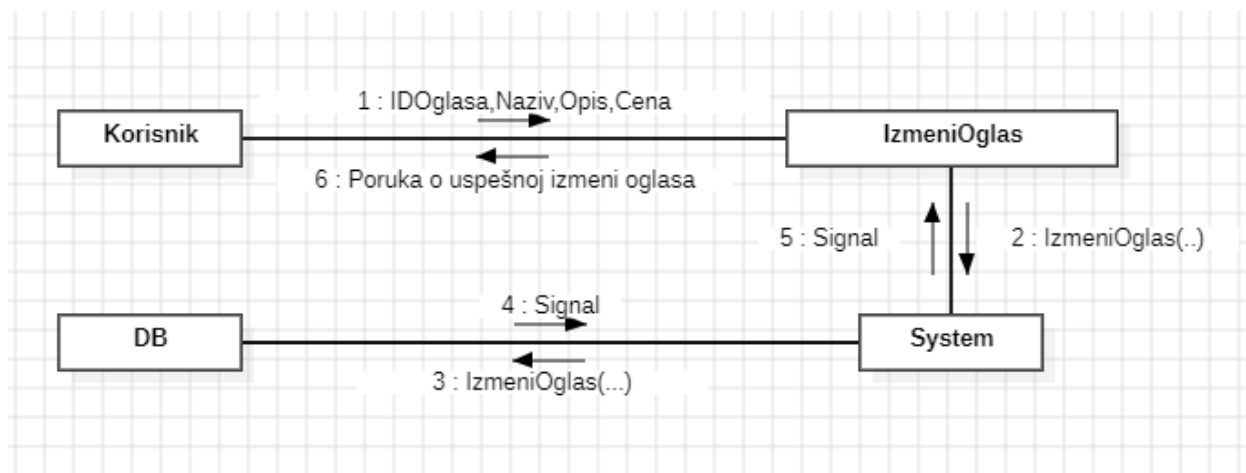 1 : IDOglasa,Naziv,Opis,Cena
Korisnik
IzmeniOglas
6 : Poruka o uspešnoj izmeni oglasa
5 : Signal
2 : IzmeniOglas(..)
4 : Signal
DB
System
3 : IzmeniOglas(...)